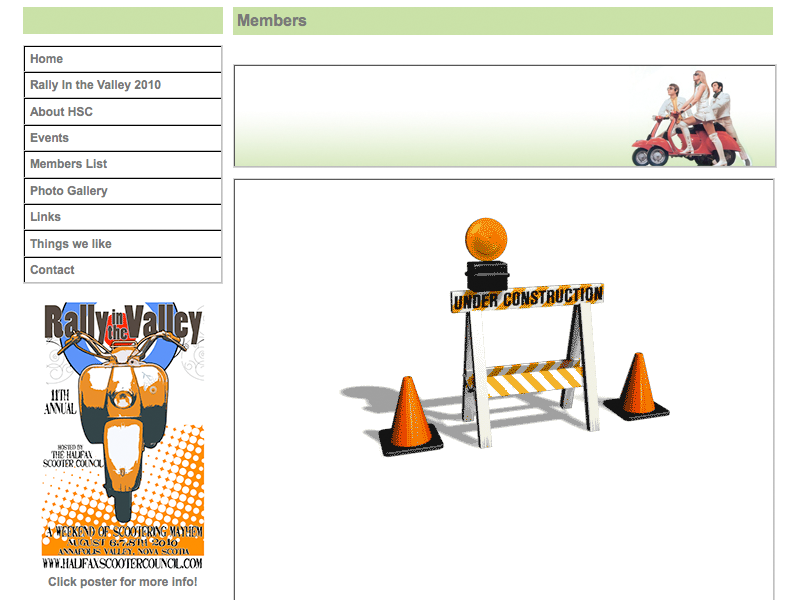 Members
Home
Rally In the Valley 2010
About HSC
Events
Members List
Photo Gallery
Links
Things we like
Contact
UNDER CONSTRUCTION
Rally in the Valley
11TH
ANNUAL
HOSTED BY
THE HALIFAX
SCOOTER COUNCIL
A WEEKEND OF SCOOTERING MAYHEM
AUGUST 6,7,8TH 2010
ANNAPOLIS VALLEY, NOVA SCOTIA
WWW.HALIFAXSCOOTERCOUNCIL.COM
Click poster for more info!